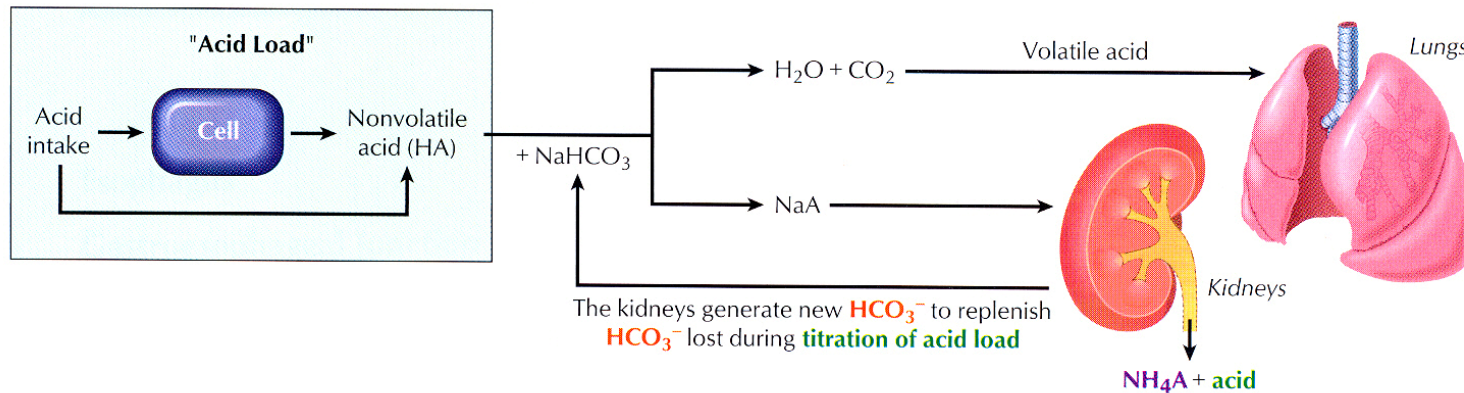 "Acid Load"
Acid
intake
Cell
Nonvolatile
acid (HA)
+ NaHCO₃
H₂O + CO₂
Volatile acid
Lungs
NaA
Kidneys
The kidneys generate new HCO₃⁻ to replenish
HCO₃⁻ lost during titration of acid load
NH₄A + acid